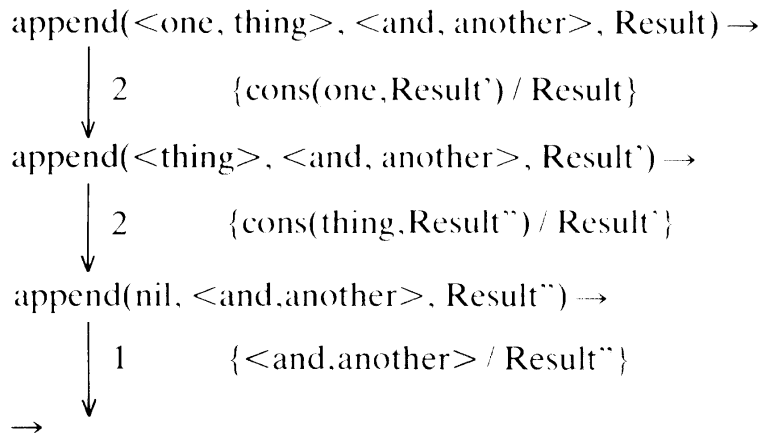 append(<one, thing>, <and, another>, Result) →
2 {cons(one,Result') / Result}
append(<thing>, <and, another>, Result') →
2 {cons(thing,Result'') / Result'}
append(nil, <and,another>, Result'') →
1 {<and,another> / Result''}
→